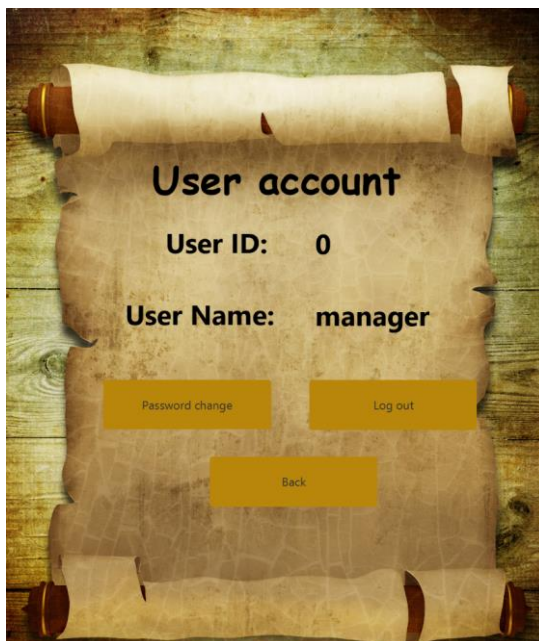 User account
User ID: 0
User Name: manager
Password change Log out
Back